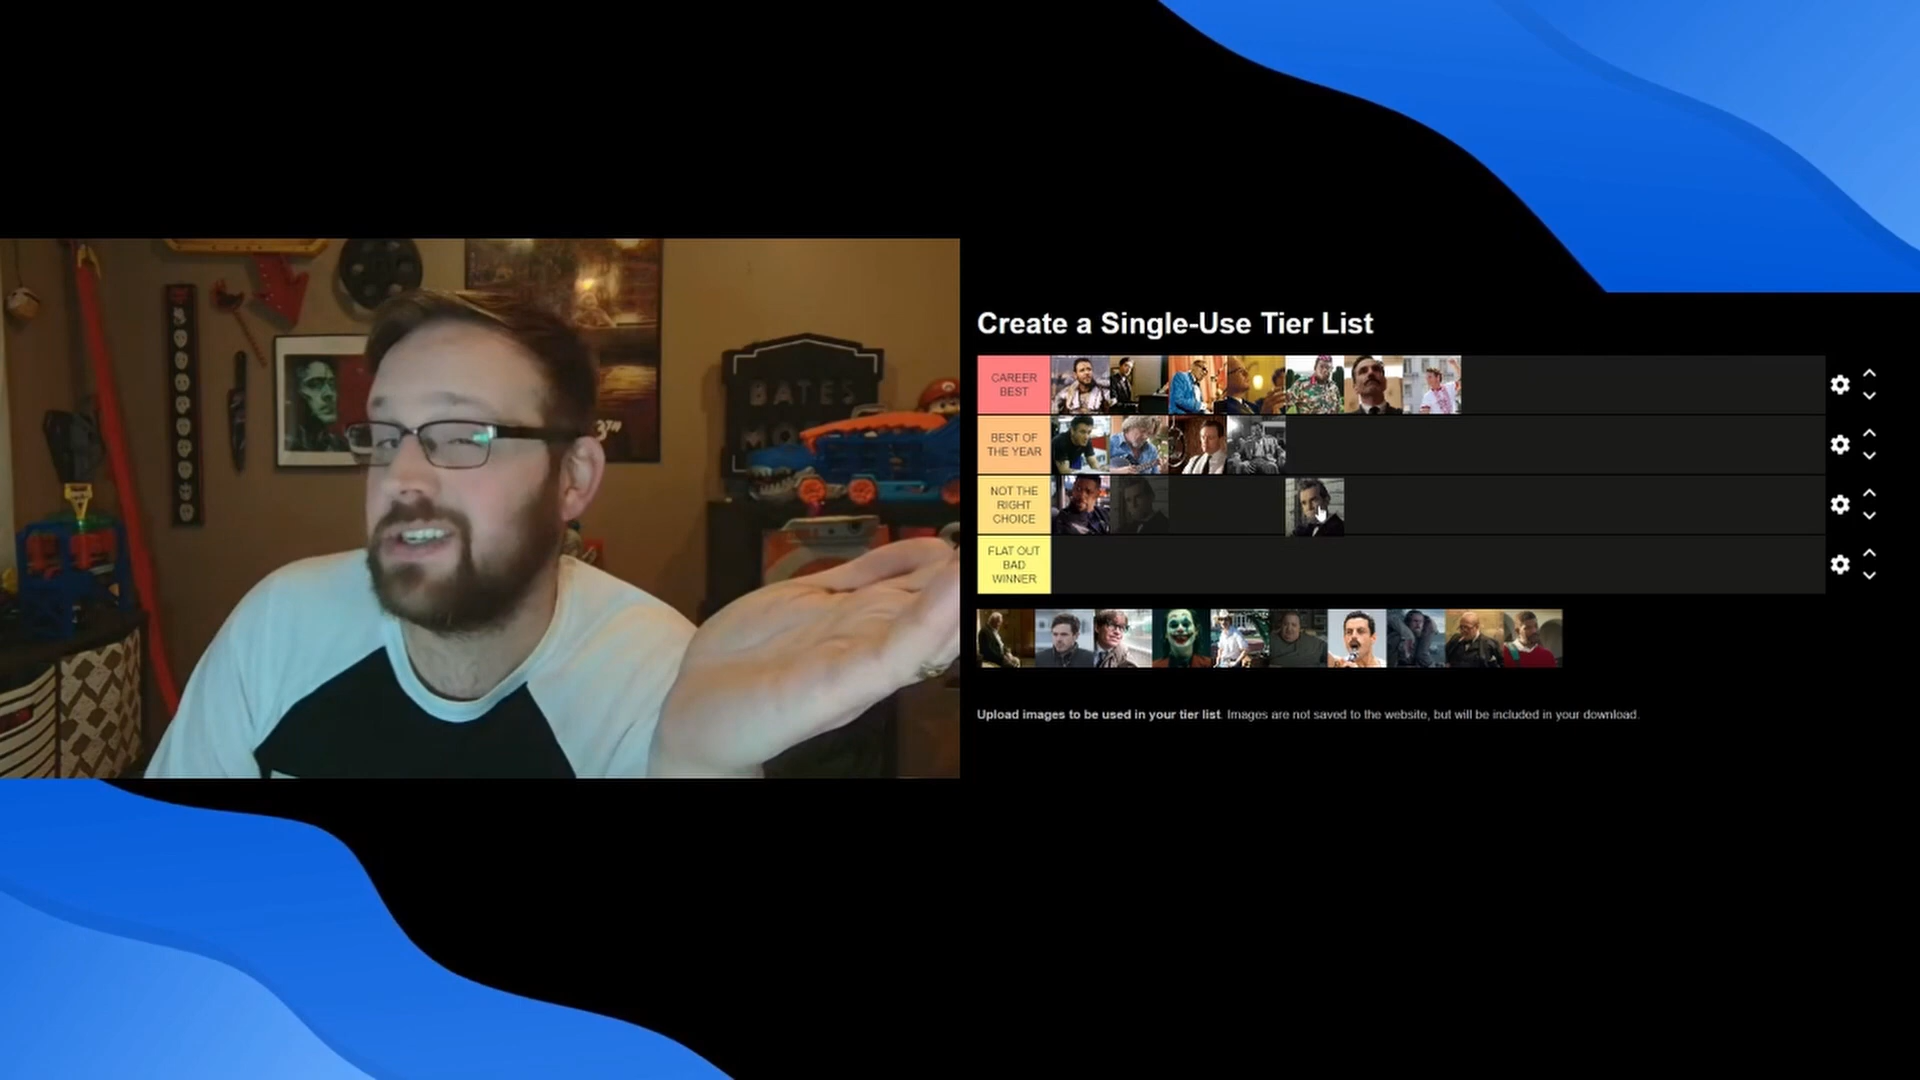 BATES
MO
TH
Create a Single-Use Tier List
CAREER
BEST
BEST OF
THE YEAR
NOT THE
RIGHT
CHOICE
FLAT OUT
BAD
WINNER
Upload images to be used in your tier list. Images are not saved to the website, but will be included in your download.